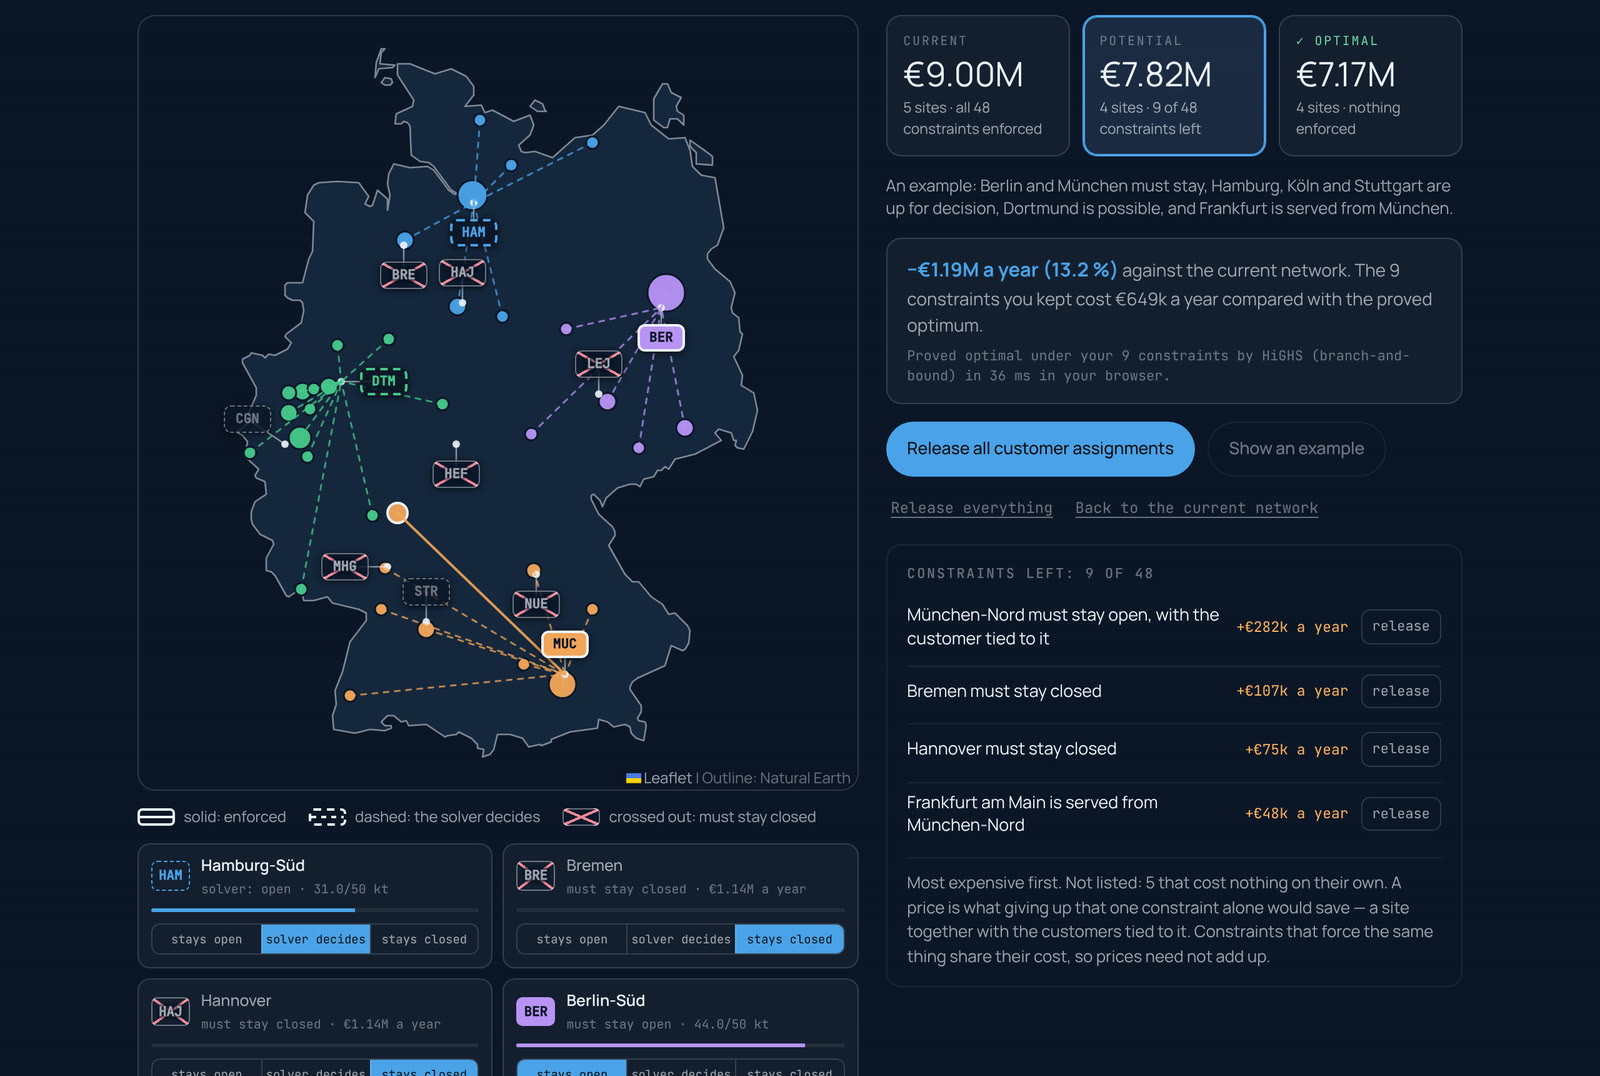 HAM
BRE
HAJ
BER
LEJ
DTM
CGN
HEF
MHG
STR
NUE
MUC
Leaflet | Outline: Natural Earth
solid: enforced
dashed: the solver decides
crossed out: must stay closed
HAM
Hamburg-Süd
solver: open · 31.0/50 kt
stays open
solver decides
stays closed
BRE
Bremen
must stay closed · €1.14M a year
stays open
solver decides
stays closed
HAJ
Hannover
must stay closed · €1.14M a year
stays open
solver decides
stays closed
BER
Berlin-Süd
must stay open · 44.0/50 kt
stays open
solver decides
stays closed
CURRENT
€9.00M
5 sites · all 48
constraints enforced
POTENTIAL
€7.82M
4 sites · 9 of 48
constraints left
✓ OPTIMAL
€7.17M
4 sites · nothing
enforced
An example: Berlin and München must stay, Hamburg, Köln and Stuttgart are
up for decision, Dortmund is possible, and Frankfurt is served from München.
−€1.19M a year (13.2 %) against the current network. The 9
constraints you kept cost €649k a year compared with the proved
optimum.
Proved optimal under your 9 constraints by HiGHS (branch-and-
bound) in 36 ms in your browser.
Release all customer assignments
Show an example
Release everything
Back to the current network
CONSTRAINTS LEFT: 9 OF 48
München-Nord must stay open, with the
customer tied to it
+€282k a year
release
Bremen must stay closed
+€107k a year
release
Hannover must stay closed
+€75k a year
release
Frankfurt am Main is served from
München-Nord
+€48k a year
release
Most expensive first. Not listed: 5 that cost nothing on their own. A
price is what giving up that one constraint alone would save — a site
together with the customers tied to it. Constraints that force the same
thing share their cost, so prices need not add up.